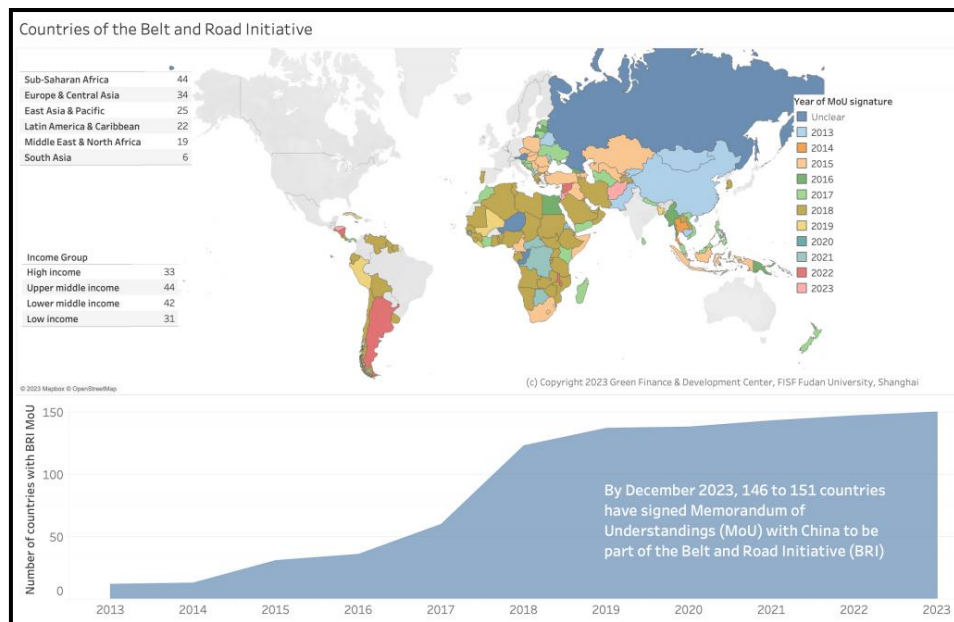 Countries of the Belt and Road Initiative
Sub-Saharan Africa 44
Europe & Central Asia 34
East Asia & Pacific 25
Latin America & Caribbean 22
Middle East & North Africa 19
South Asia 6
Income Group
High income 33
Upper middle income 44
Lower middle income 42
Low income 31
Year of MoU signature
Unclear
2013
2014
2015
2016
2017
2018
2019
2020
2021
2022
2023
© 2023 Mapbox © OpenStreetMap
(c) Copyright 2023 Green Finance & Development Center, FISF Fudan University, Shanghai
Number of countries with BRI MoU
150
100
50
0
By December 2023, 146 to 151 countries
have signed Memorandum of
Understandings (MoU) with China to be
part of the Belt and Road Initiative (BRI)
2013 2014 2015 2016 2017 2018 2019 2020 2021 2022 2023